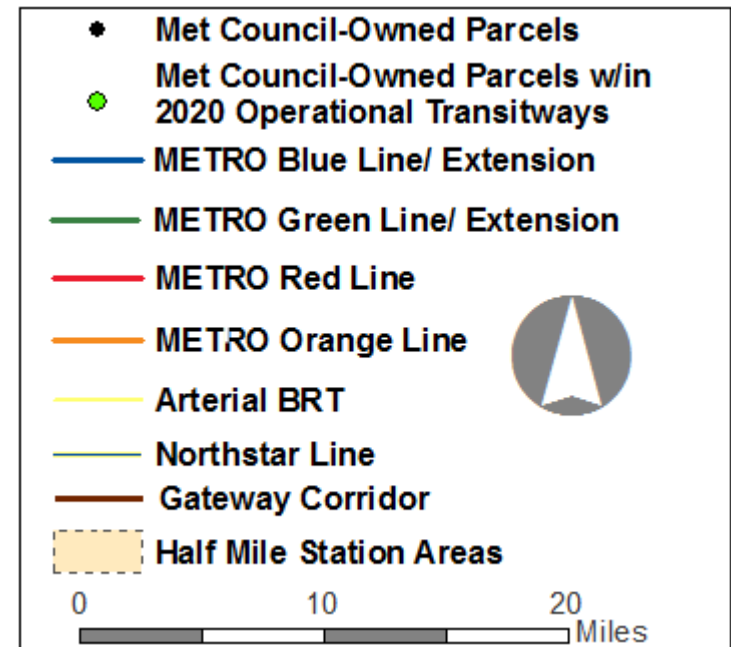 Met Council-Owned Parcels
Met Council-Owned Parcels w/in
2020 Operational Transitways
METRO Blue Line/ Extension
METRO Green Line/ Extension
METRO Red Line
METRO Orange Line
Arterial BRT
Northstar Line
Gateway Corridor
Half Mile Station Areas
0 10 20
Miles